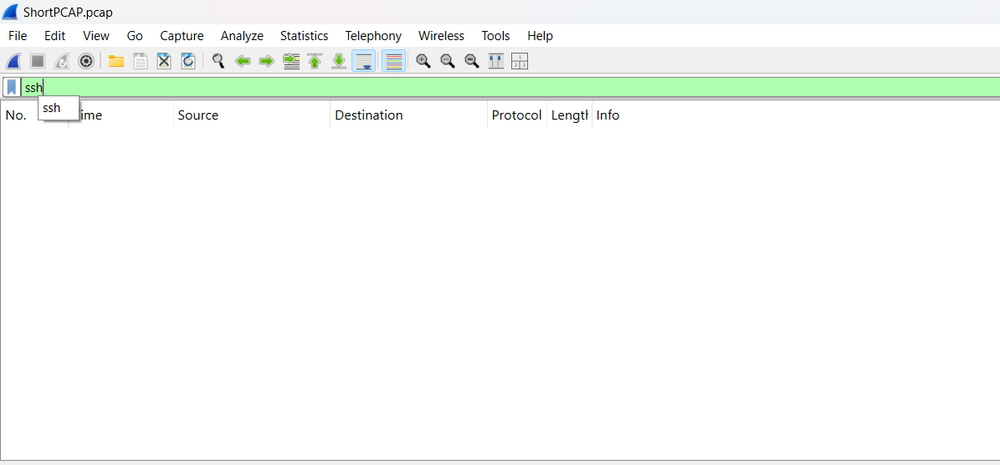 ShortPCAP.pcap
File Edit View Go Capture Analyze Statistics Telephony Wireless Tools Help
ssh
ssh
No. ime Source Destination Protocol Length Info